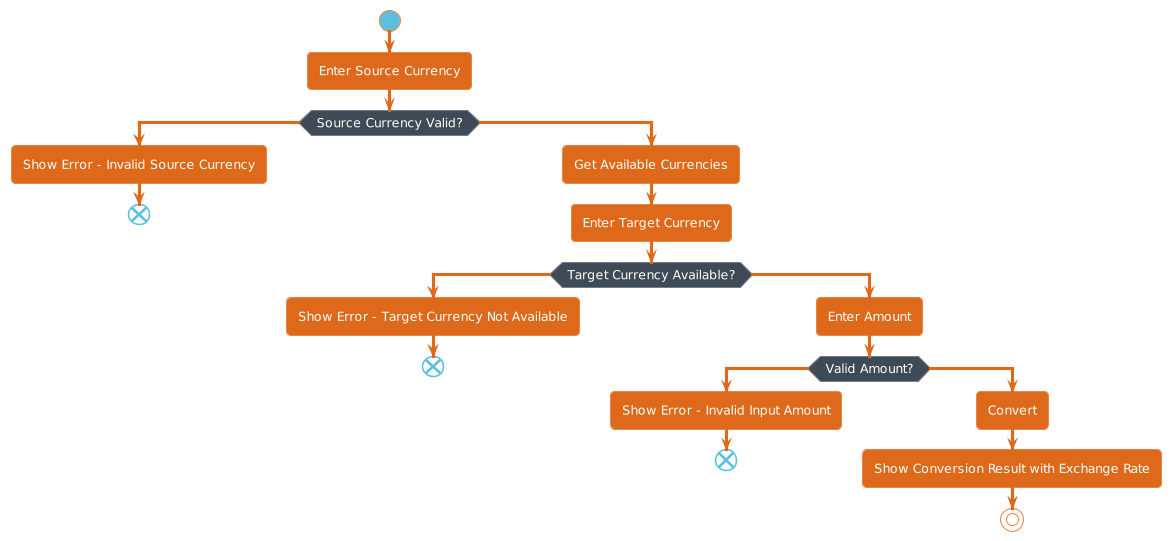 Enter Source Currency
Source Currency Valid?
Show Error - Invalid Source Currency
Get Available Currencies
Enter Target Currency
Target Currency Available?
Show Error - Target Currency Not Available
Enter Amount
Valid Amount?
Show Error - Invalid Input Amount
Convert
Show Conversion Result with Exchange Rate